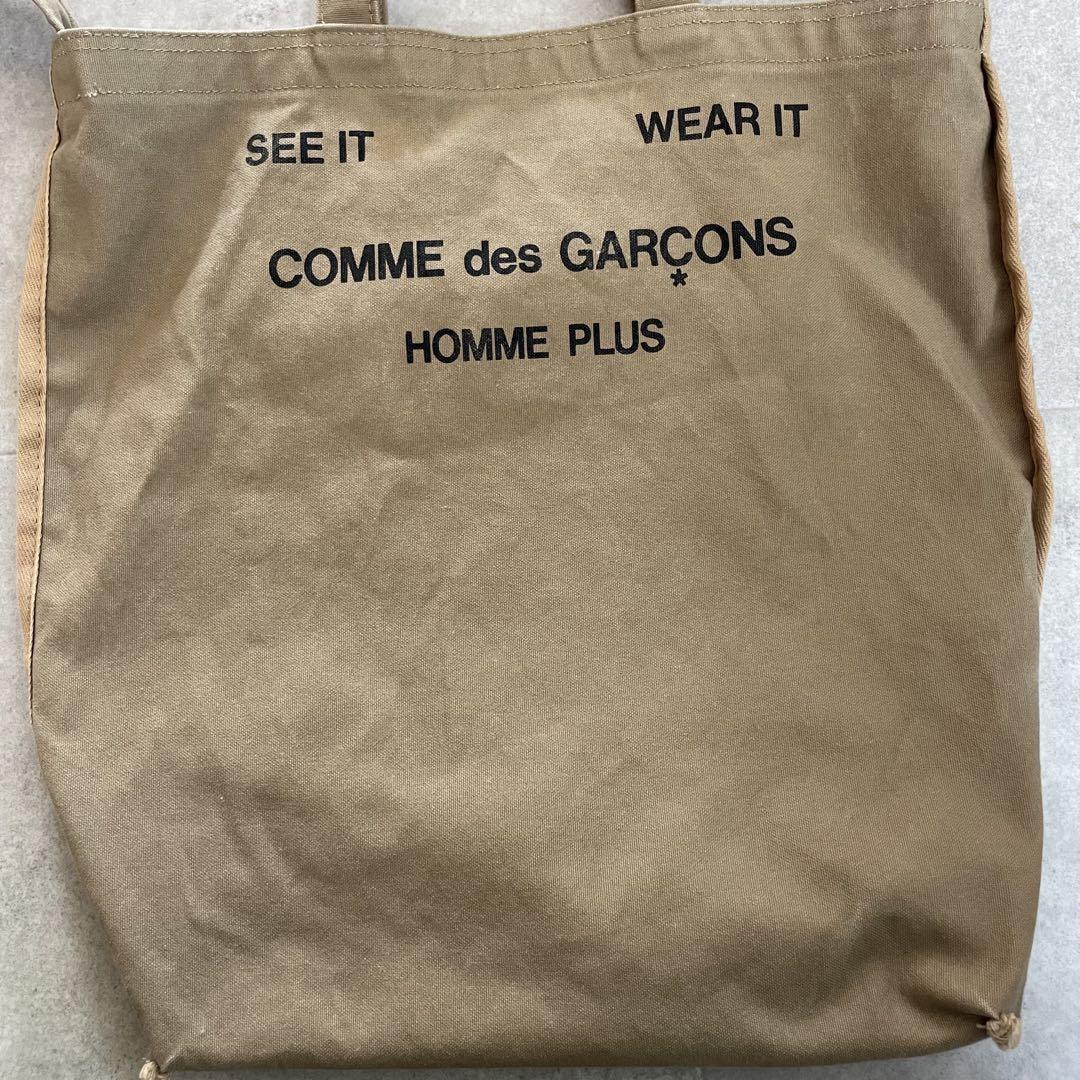 SEE IT WEAR IT
COMME des GARÇONS
*
HOMME PLUS